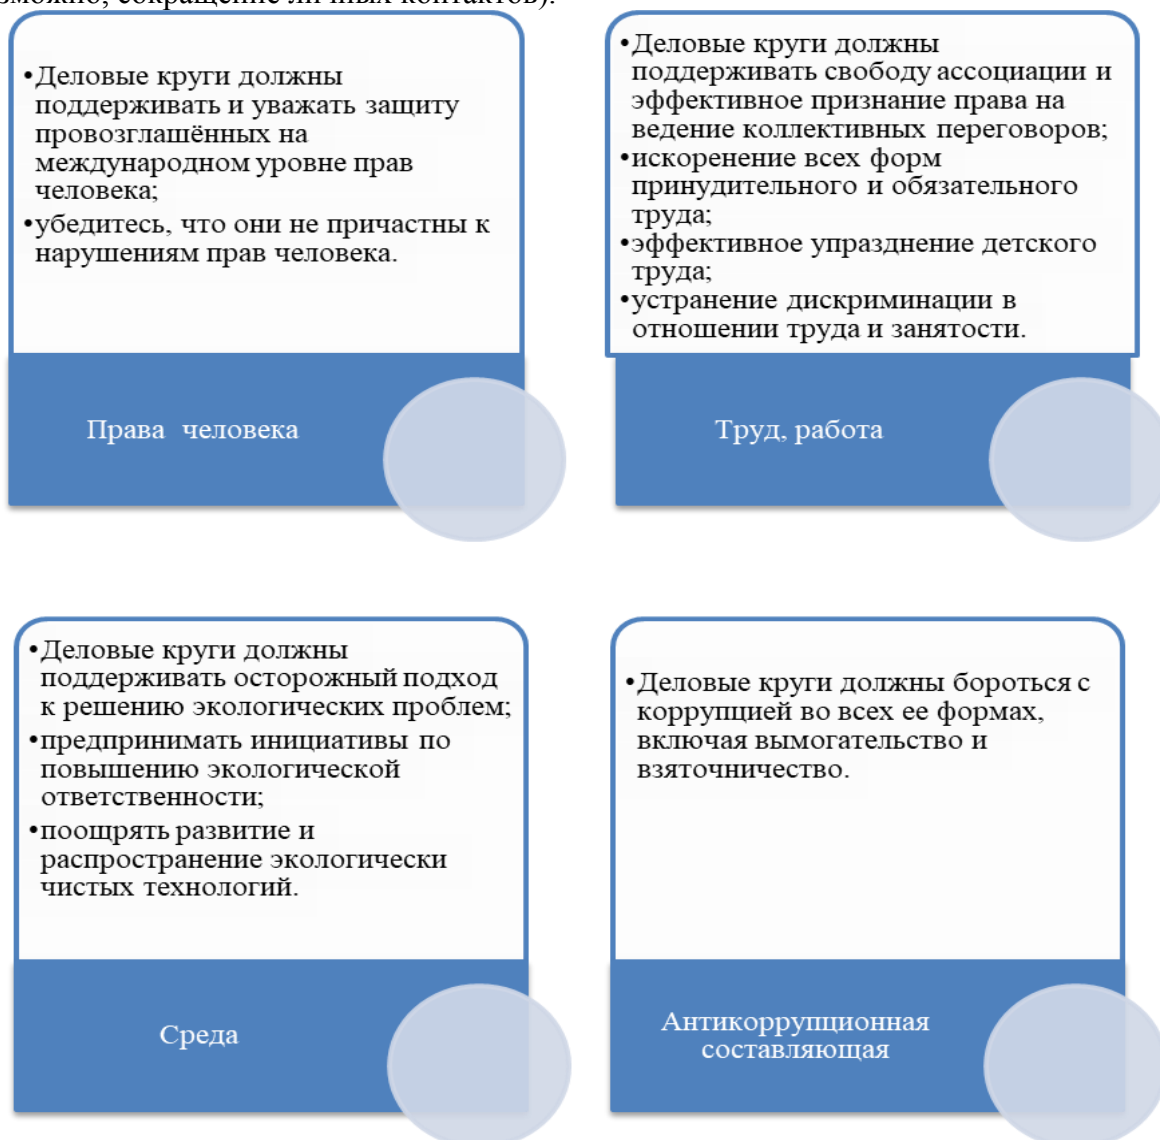 зможно, сокращение личных контактов).
•Деловые круги должны
поддерживать и уважать защиту
провозглашённых на
международном уровне прав
человека;
•убедитесь, что они не причастны к
нарушениям прав человека.
Права человека
•Деловые круги должны
поддерживать свободу ассоциации и
эффективное признание права на
ведение коллективных переговоров;
•искоренение всех форм
принудительного и обязательного
труда;
•эффективное упразднение детского
труда;
•устранение дискриминации в
отношении труда и занятости.
Труд, работа
•Деловые круги должны
поддерживать осторожный подход
к решению экологических проблем;
•предпринимать инициативы по
повышению экологической
ответственности;
•поощрять развитие и
распространение экологически
чистых технологий.
Среда
•Деловые круги должны бороться с
коррупцией во всех ее формах,
включая вымогательство и
взяточничество.
Антикоррупционная
составляющая